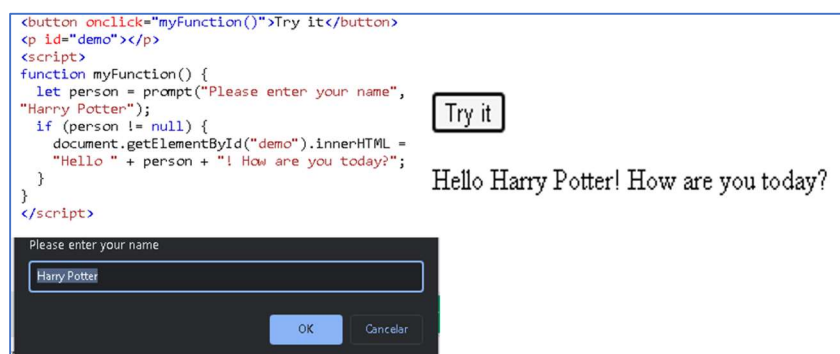 <button onclick="myFunction()">Try it</button>
<p id="demo"></p>
<script>
function myFunction() {
  let person = prompt("Please enter your name",
"Harry Potter");
  if (person != null) {
    document.getElementById("demo").innerHTML =
    "Hello " + person + "! How are you today?";
  }
}
</script>
Try it
Hello Harry Potter! How are you today?
Please enter your name
Harry Potter
OK
Cancelar